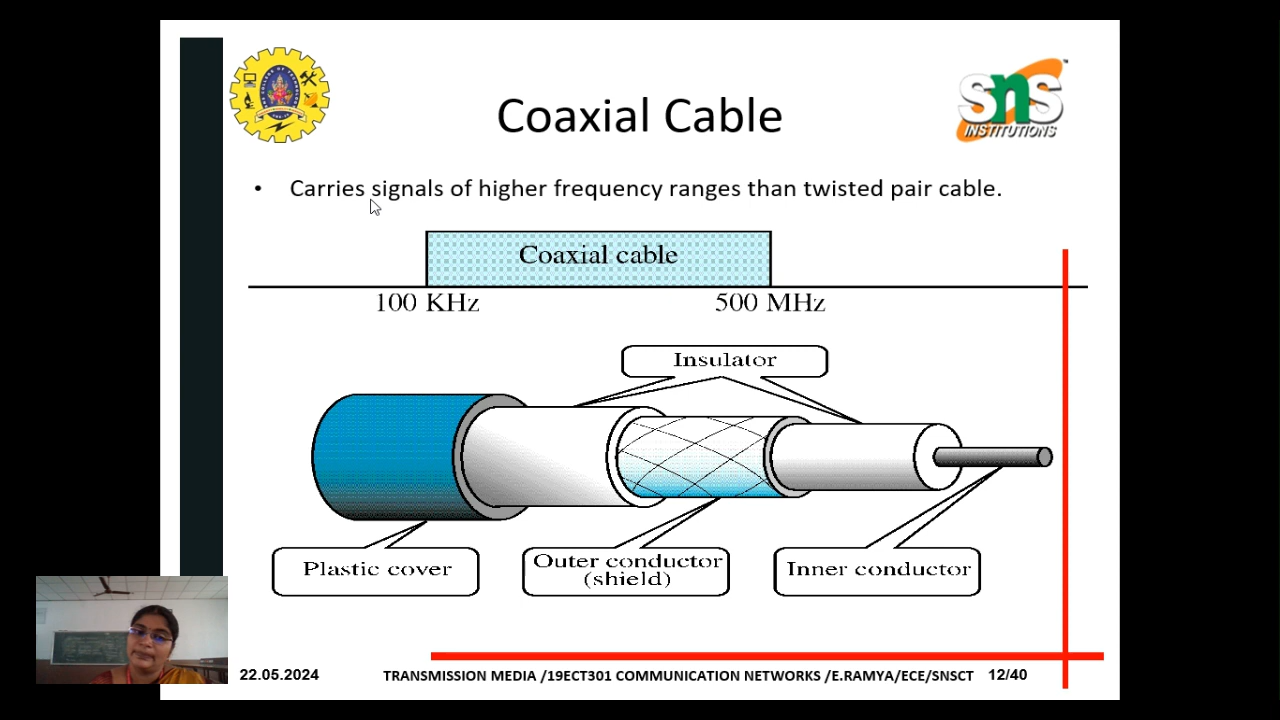 Coaxial Cable
SNS
INSTITUTIONS
• Carries signals of higher frequency ranges than twisted pair cable.
Coaxial cable
100 KHz 500 MHz
Insulator
Plastic cover
Outer conductor
(shield)
Inner conductor
22.05.2024 TRANSMISSION MEDIA /19ECT301 COMMUNICATION NETWORKS /E.RAMYA/ECE/SNSCT 12/40